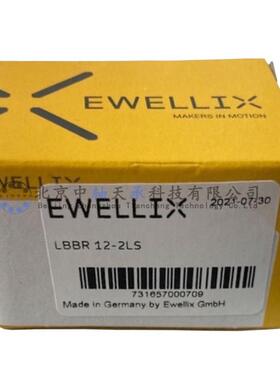 EWELLIX
MAKERS IN MOTION
北京中轴天承科技有限公司
EWELLIX
2021-07-30
LBBR 12-2LS
731657000709
Made in Germany by Ewellix GmbH